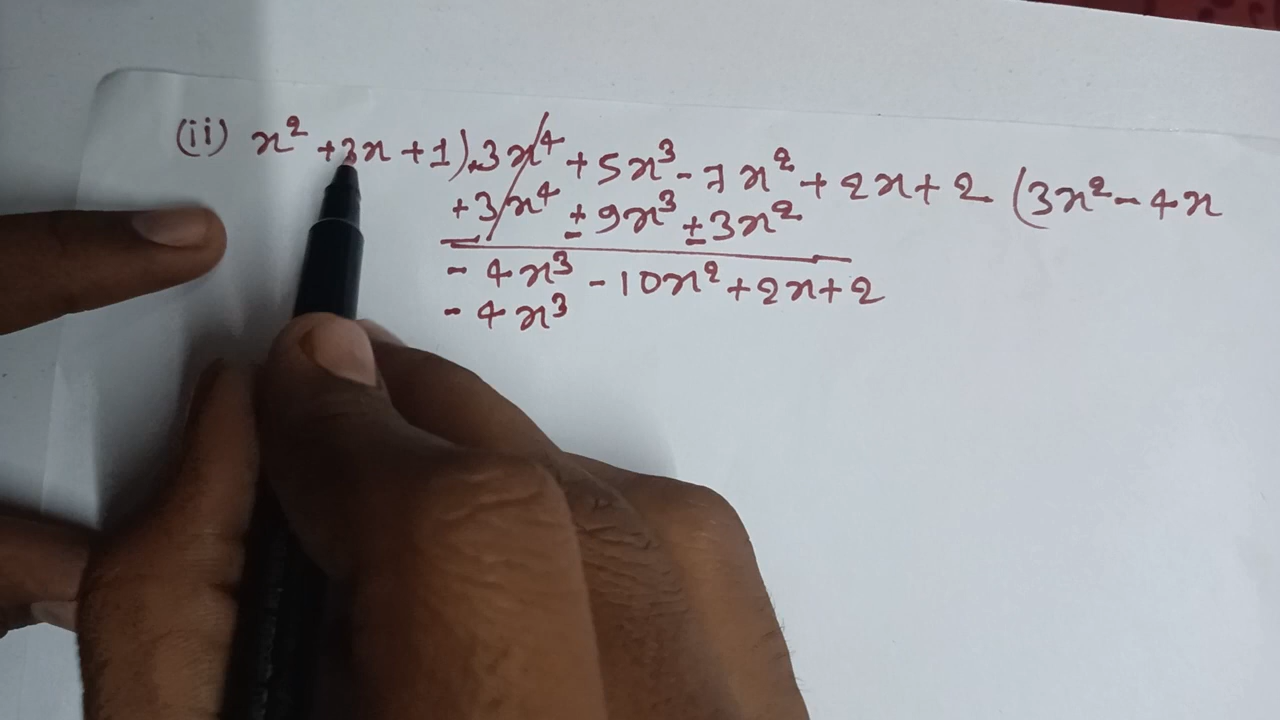 (ii) x² + 3x + 1) 3x⁴ + 5x³ - 7x² + 2x + 2 (3x² - 4x
+ 3x⁴ ± 9x³ ± 3x²
- 4x³ - 10x² + 2x + 2
- 4x³